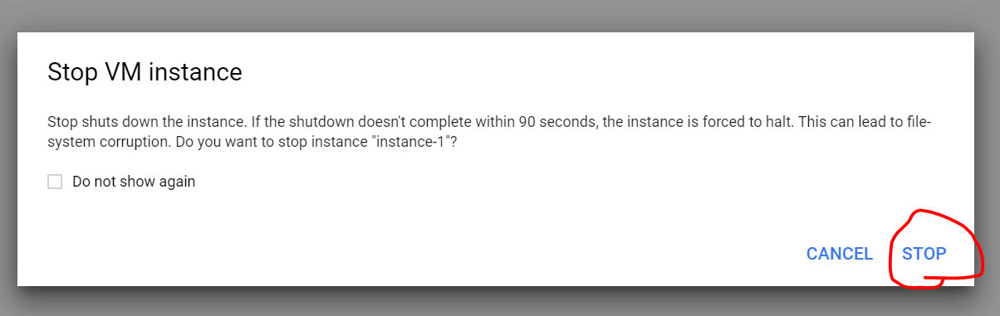 Stop VM instance
Stop shuts down the instance. If the shutdown doesn't complete within 90 seconds, the instance is forced to halt. This can lead to file-
system corruption. Do you want to stop instance "instance-1"?
Do not show again
CANCEL STOP